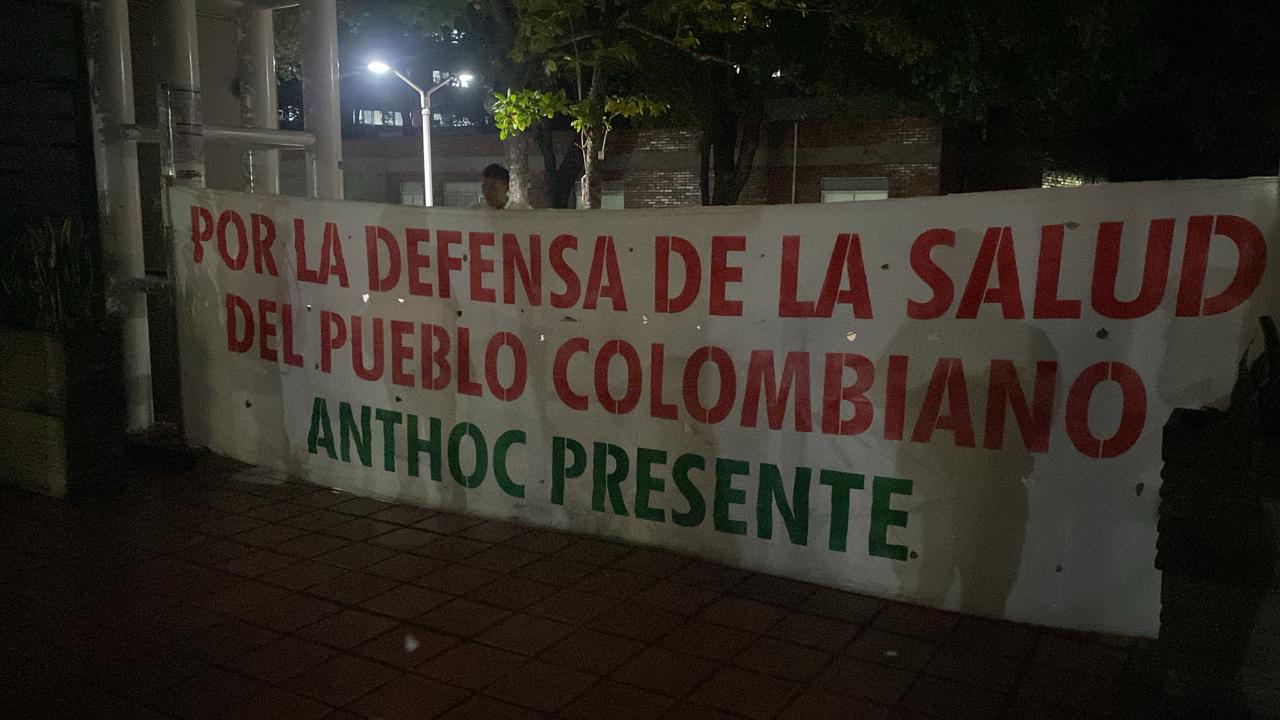 POR LA DEFENSA DE LA SALUD
DEL PUEBLO COLOMBIANO
ANTHOC PRESENTE